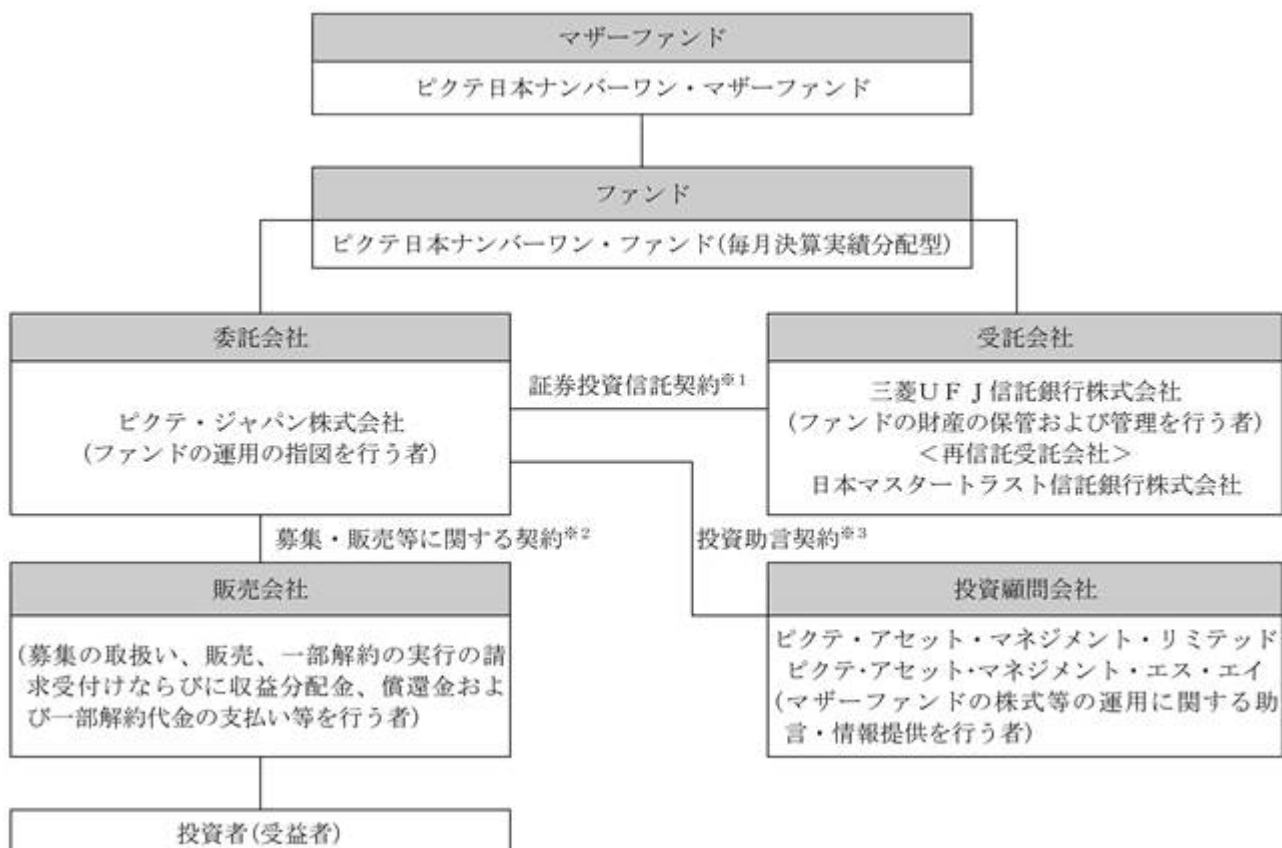 マザーファンド
ピクテ日本ナンバーワン・マザーファンド
ファンド
ピクテ日本ナンバーワン・ファンド(毎月決算実績分配型)
委託会社
ピクテ・ジャパン株式会社
(ファンドの運用の指図を行う者)
証券投資信託契約※1
受託会社
三菱UFJ信託銀行株式会社
(ファンドの財産の保管および管理を行う者)
<再信託受託会社>
日本マスタートラスト信託銀行株式会社
募集・販売等に関する契約※2
投資助言契約※3
販売会社
(募集の取扱い、販売、一部解約の実行の請
求受付けならびに収益分配金、償還金およ
び一部解約代金の支払い等を行う者)
投資顧問会社
ピクテ・アセット・マネジメント・リミテッド
ピクテ・アセット・マネジメント・エス・エイ
(マザーファンドの株式等の運用に関する助
言・情報提供を行う者)
投資者(受益者)